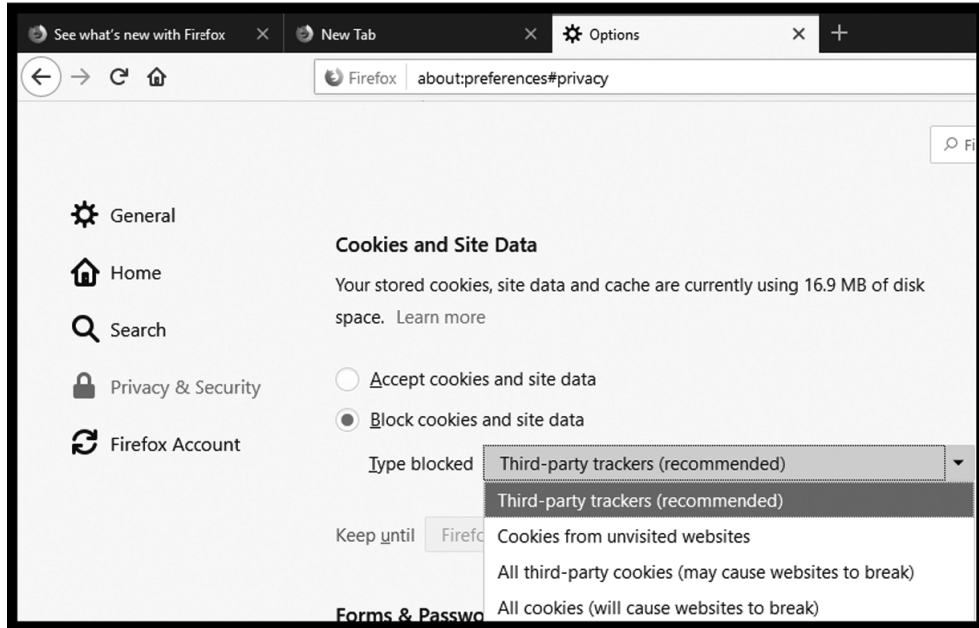 See what's new with Firefox
New Tab
Options
Firefox about:preferences#privacy
General
Home
Search
Privacy & Security
Firefox Account
Cookies and Site Data
Your stored cookies, site data and cache are currently using 16.9 MB of disk
space. Learn more
Accept cookies and site data
Block cookies and site data
Type blocked Third-party trackers (recommended)
Third-party trackers (recommended)
Cookies from unvisited websites
All third-party cookies (may cause websites to break)
All cookies (will cause websites to break)
Keep until
Forms &